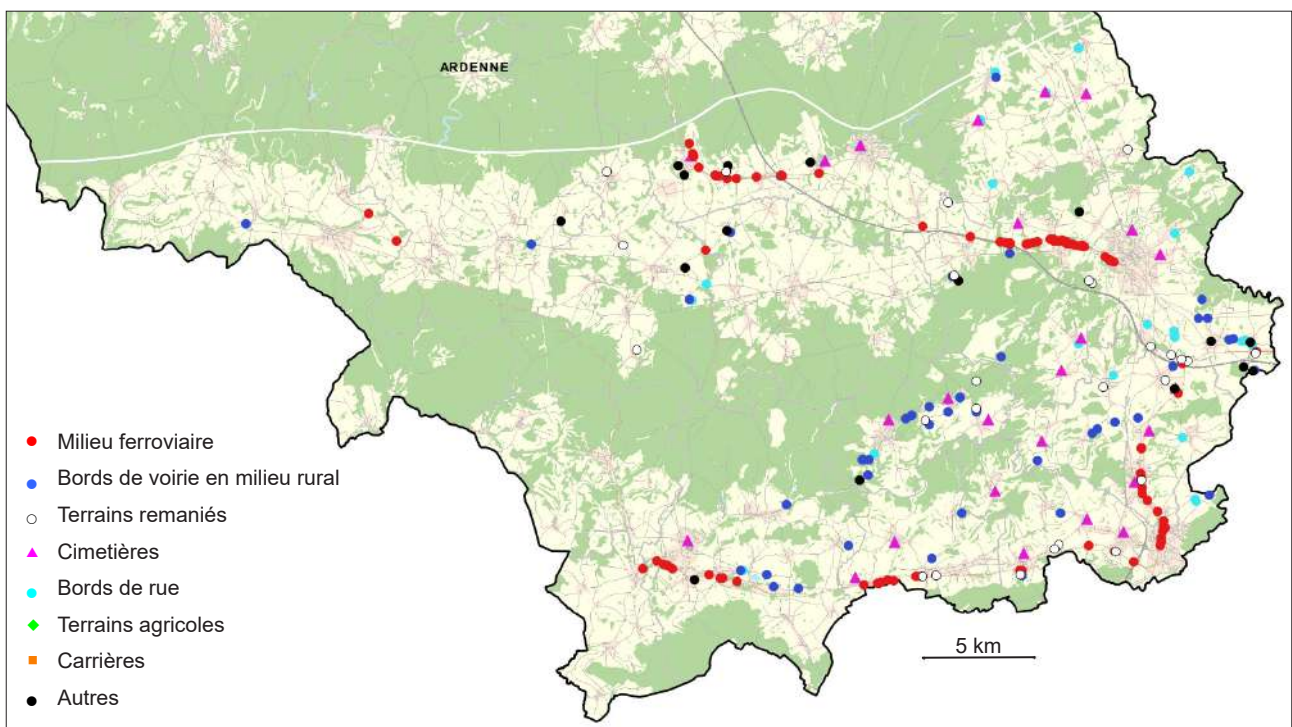 ARDENNE
Milieu ferroviaire
Bords de voirie en milieu rural
Terrains remaniés
Cimetières
Bords de rue
Terrains agricoles
Carrières
Autres
5 km